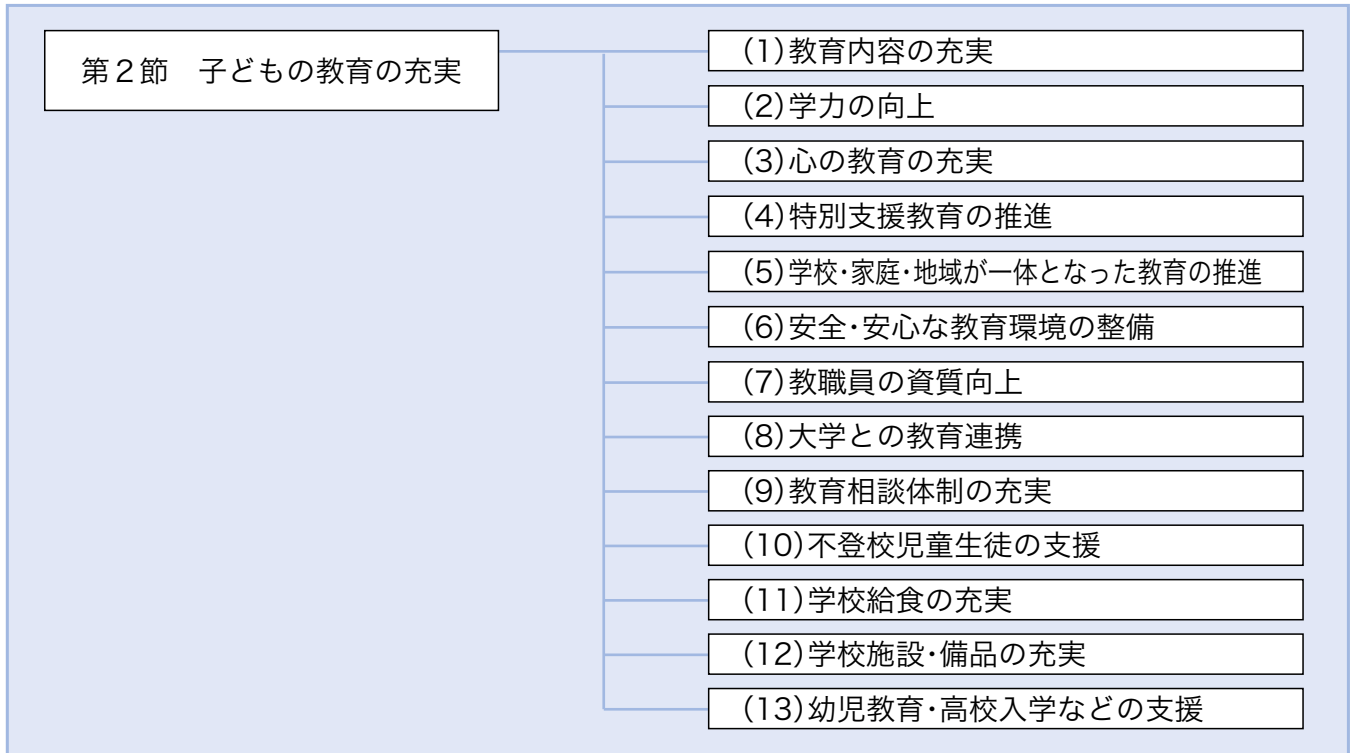 第2節　子どもの教育の充実
(1)教育内容の充実
(2)学力の向上
(3)心の教育の充実
(4)特別支援教育の推進
(5)学校・家庭・地域が一体となった教育の推進
(6)安全・安心な教育環境の整備
(7)教職員の資質向上
(8)大学との教育連携
(9)教育相談体制の充実
(10)不登校児童生徒の支援
(11)学校給食の充実
(12)学校施設・備品の充実
(13)幼児教育・高校入学などの支援